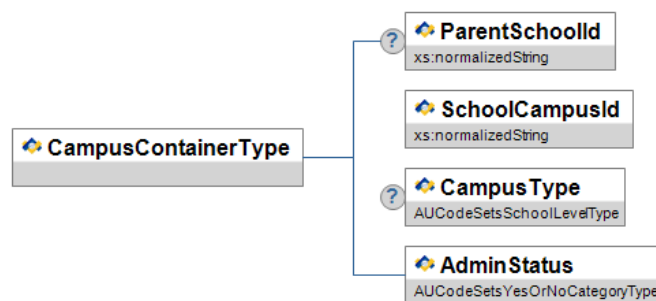 ParentSchoolId
?
xs:normalizedString
SchoolCampusId
xs:normalizedString
CampusContainerType
CampusType
?
AUCodeSetsSchoolLevelType
AdminStatus
AUCodeSetsYesOrNoCategoryType